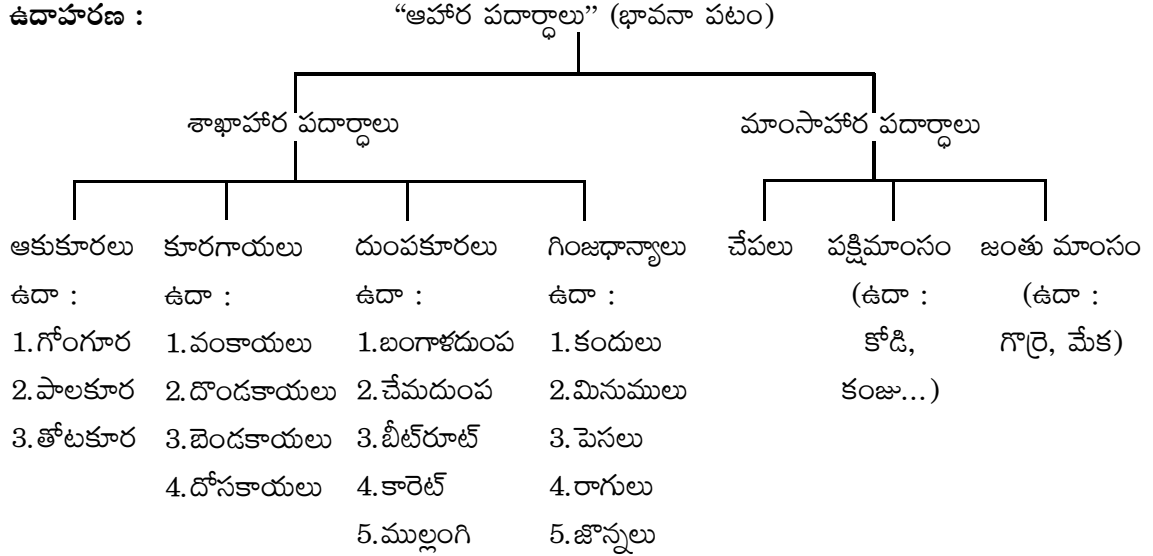 ఉదాహరణ : “ఆహార పదార్ధాలు” (భావనా పటం)
శాఖాహార పదార్ధాలు మాంసాహార పదార్ధాలు
ఆకుకూరలు కూరగాయలు దుంపకూరలు గింజధాన్యాలు చేపలు పక్షిమాంసం జంతు మాంసం
ఉదా : ఉదా : ఉదా : ఉదా : (ఉదా : (ఉదా :
1.గోంగూర 1.వంకాయలు 1.బంగాళదుంప 1.కందులు కోడి, గొర్రె, మేక)
2.పాలకూర 2.దొండకాయలు 2.చేమదుంప 2.మినుములు కంజు...)
3.తోటకూర 3.బెండకాయలు 3.బీట్‌రూట్ 3.పెసలు
4.దోసకాయలు 4.కారెట్ 4.రాగులు
5.ముల్లంగి 5.జొన్నలు